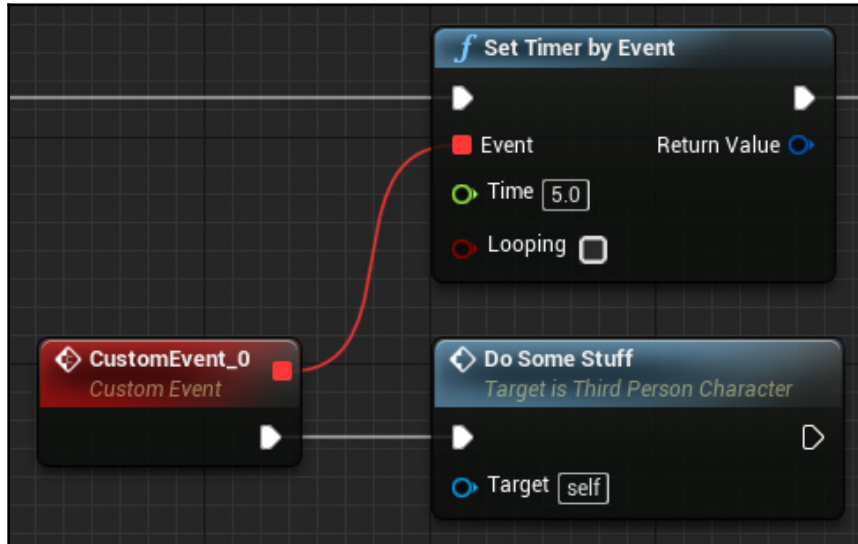 Set Timer by Event
Event Return Value
Time 5.0
Looping
CustomEvent_0
Custom Event
Do Some Stuff
Target is Third Person Character
Target self